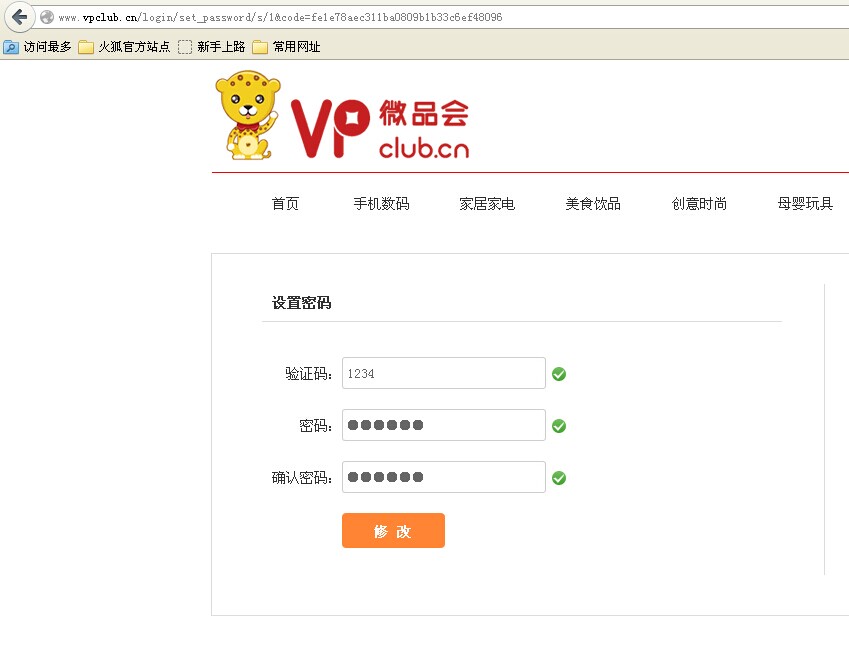 www.vpclub.cn/login/set_password/s/1&code=fe1e78aec311ba0809b1b33c6ef48096
访问最多 火狐官方站点 新手上路 常用网址
VP 微品会
club.cn
首页 手机数码 家居家电 美食饮品 创意时尚 母婴玩具
设置密码
验证码: 1234
密码: ●●●●●●
确认密码: ●●●●●●
修 改